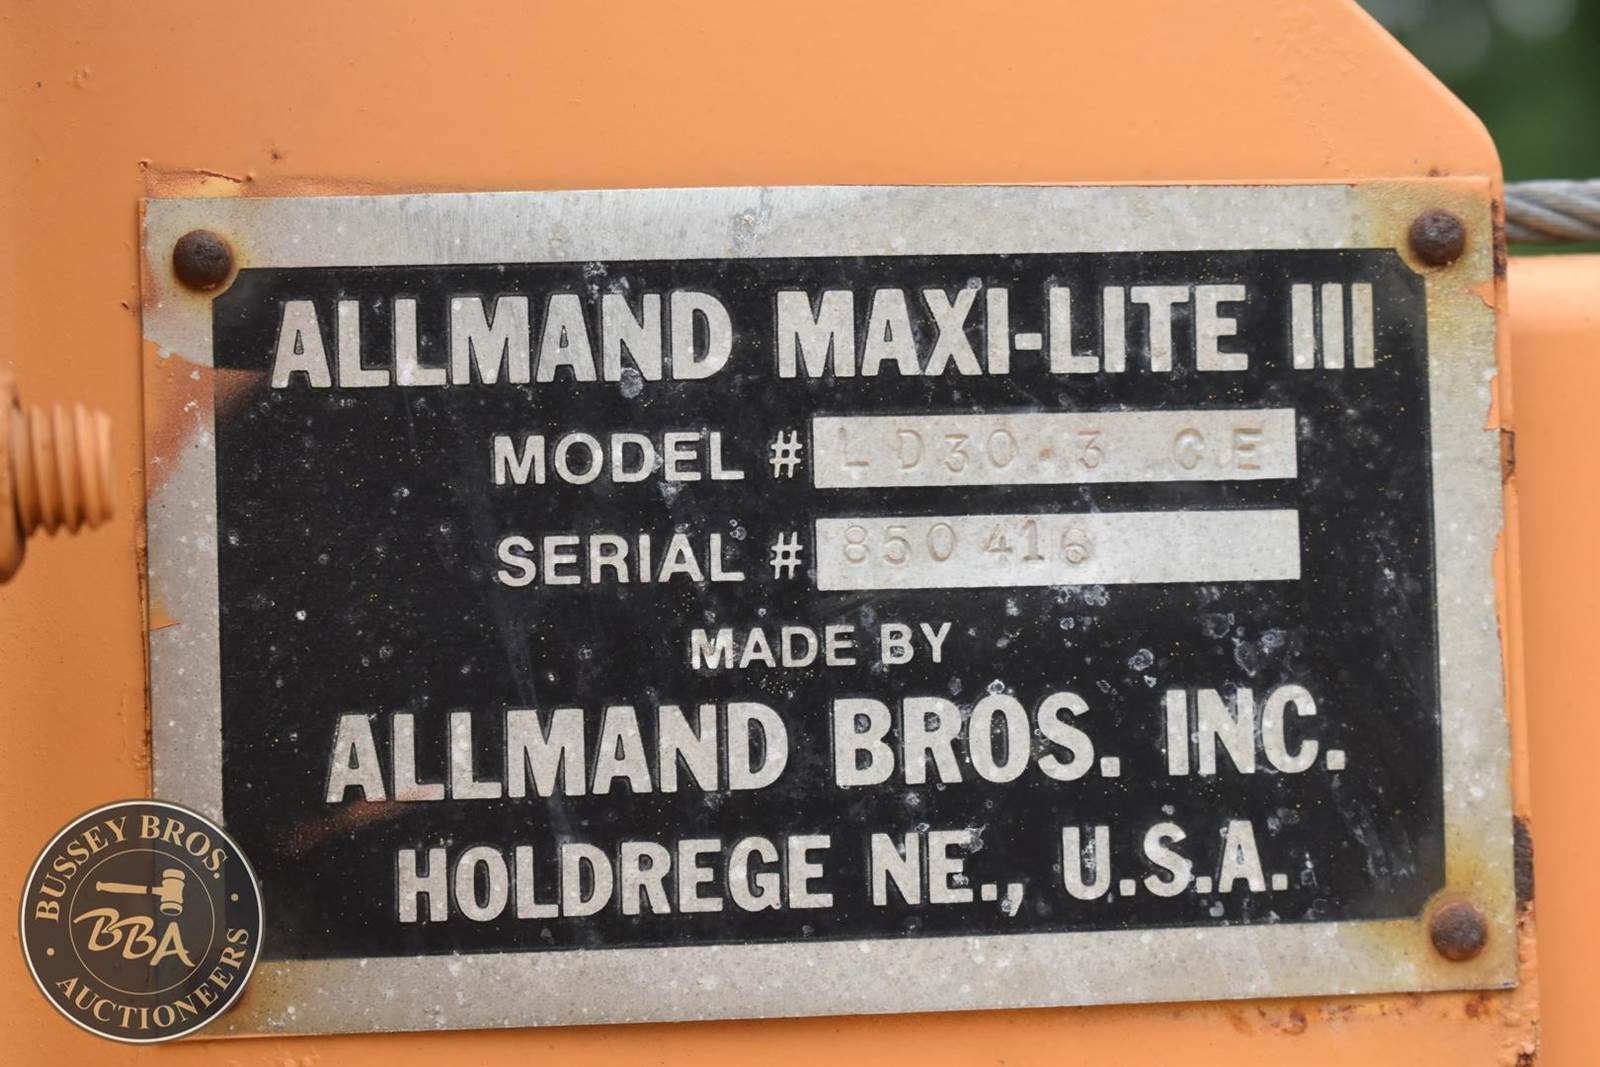 ALLMAND MAXI-LITE III
MODEL # LD30.3 CE
SERIAL # 850416
MADE BY
ALLMAND BROS. INC.
HOLDREGE NE., U.S.A.
BUSSEY BROS.
BBA
AUCTIONEERS